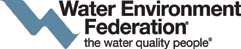 Water Environment
Federation®
the water quality people®